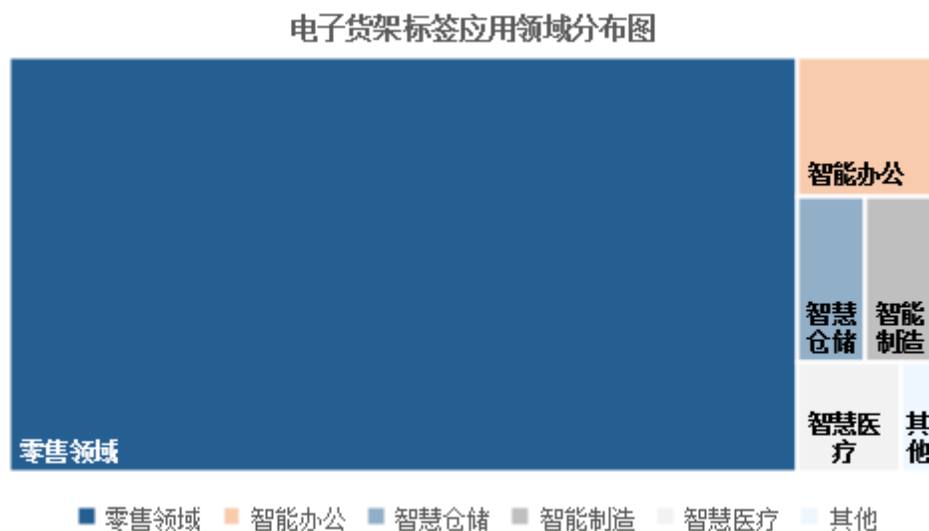 电子货架标签应用领域分布图
智能办公
智慧
仓储
智能
制造
零售领域
智慧医
疗
其
他
零售领域 智能办公 智慧仓储 智能制造 智慧医疗 其他